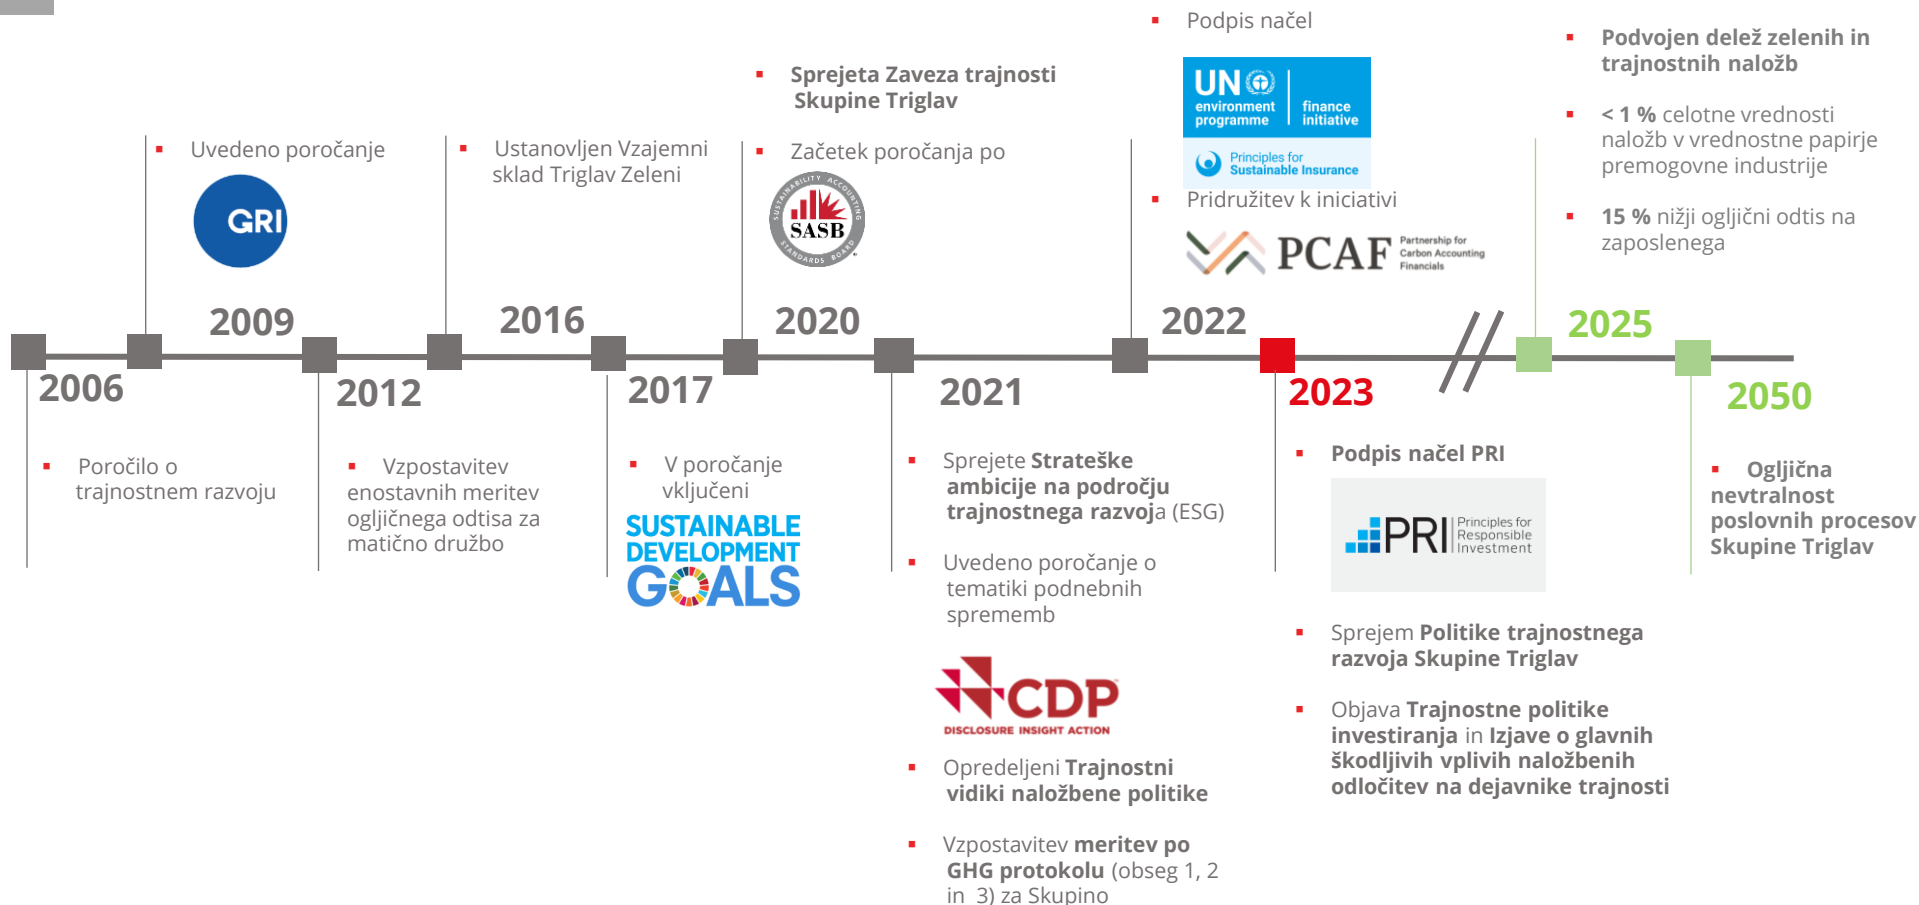 Uvedeno poročanje
GRI
2009
Ustanovljen Vzajemni
sklad Triglav Zeleni
2016
Sprejeta Zaveza trajnosti
Skupine Triglav
Začetek poročanja po
SUSTAINABILITY ACCOUNTING
SASB
STANDARDS BOARD
2020
Podpis načel
UN
environment
programme
finance
initiative
Principles for
Sustainable Insurance
Pridružitev k iniciativi
PCAF
Partnership for
Carbon Accounting
Financials
2022
Podvojen delež zelenih in
trajnostnih naložb
< 1 % celotne vrednosti
naložb v vrednostne papirje
premogovne industrije
15 % nižji ogljični odtis na
zaposlenega
2025
2006
Poročilo o
trajnostnem razvoju
2012
Vzpostavitev
enostavnih meritev
ogljičnega odtisa za
matično družbo
2017
V poročanje
vključeni
SUSTAINABLE
DEVELOPMENT
GOALS
2021
Sprejete Strateške
ambicije na področju
trajnostnega razvoja (ESG)
Uvedeno poročanje o
tematiki podnebnih
sprememb
CDP
DISCLOSURE INSIGHT ACTION
Opredeljeni Trajnostni
vidiki naložbene politike
Vzpostavitev meritev po
GHG protokolu (obseg 1, 2
in 3) za Skupino
2023
Podpis načel PRI
PRI
Principles for
Responsible
Investment
Sprejem Politike trajnostnega
razvoja Skupine Triglav
Objava Trajnostne politike
investiranja in Izjave o glavnih
škodljivih vplivih naložbenih
odločitev na dejavnike trajnosti
2050
Ogljična
nevtralnost
poslovnih procesov
Skupine Triglav